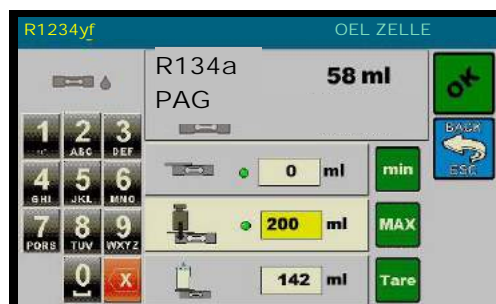 R1234yf
OEL ZELLE
R134a
PAG
58 ml
OK
BACK
ESC
1
2 ABC
3 DEF
4 GHI
5 JKL
6 MNO
7 PQRS
8 TUV
9 WXYZ
0
X
0 ml
min
200 ml
MAX
142 ml
Tare